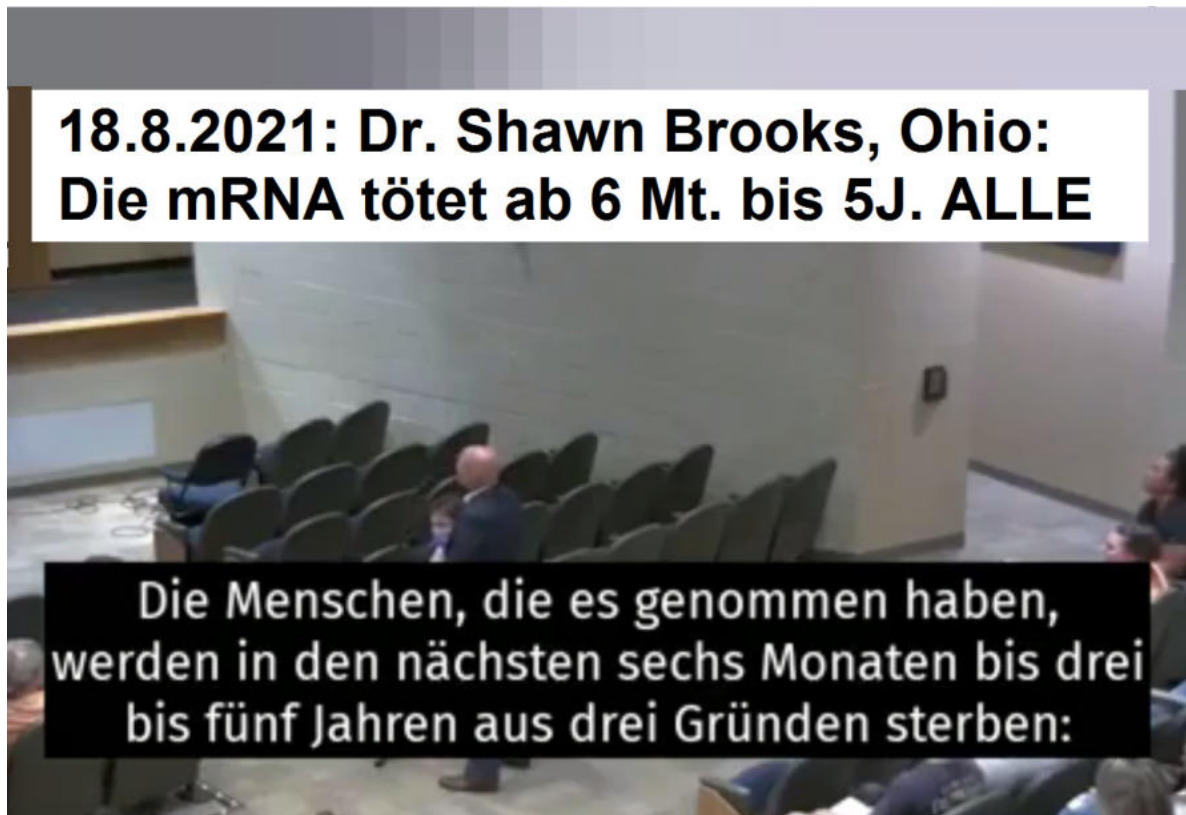 18.8.2021: Dr. Shawn Brooks, Ohio:
Die mRNA tötet ab 6 Mt. bis 5J. ALLE
Die Menschen, die es genommen haben,
werden in den nächsten sechs Monaten bis drei
bis fünf Jahren aus drei Gründen sterben: